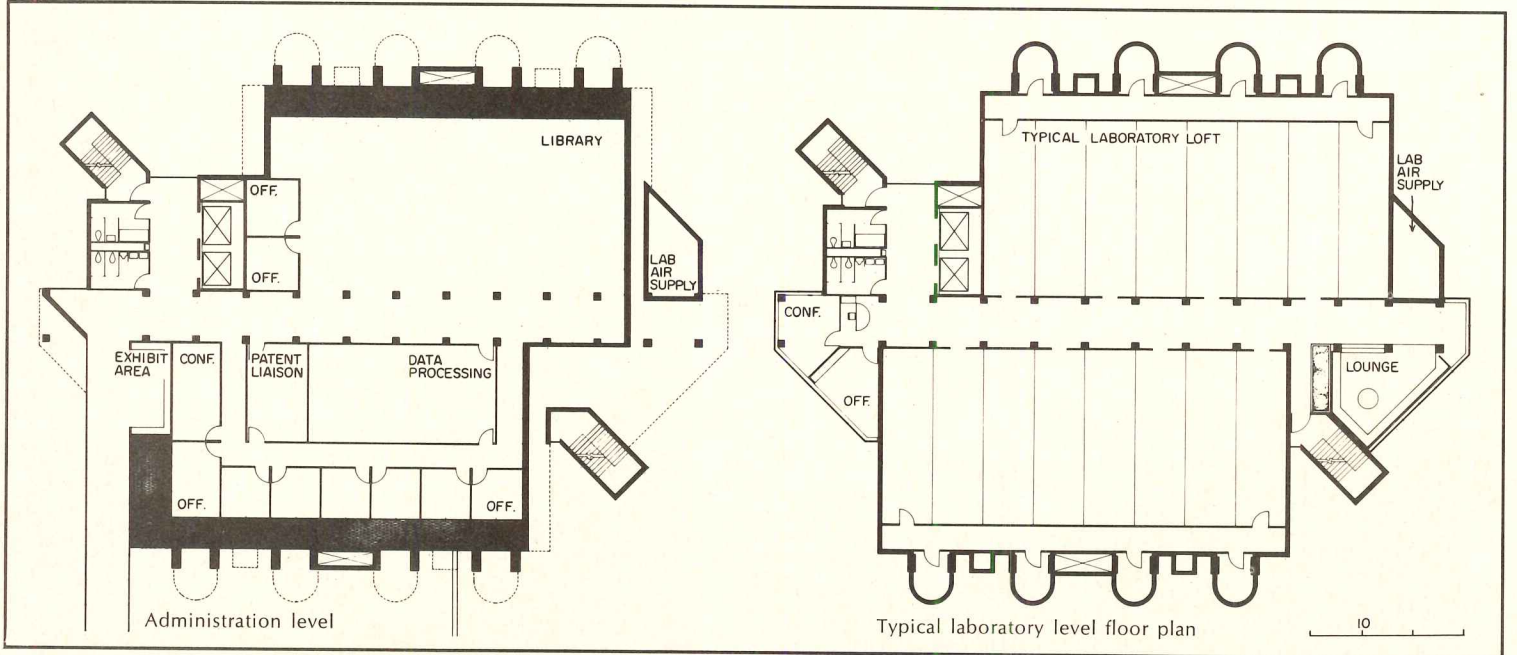 LIBRARY
OFF.
OFF.
LAB
AIR
SUPPLY
EXHIBIT
AREA
CONF.
PATENT
LIAISON
DATA
PROCESSING
OFF.
OFF.
Administration level
TYPICAL LABORATORY LOFT
LAB
AIR
SUPPLY
CONF.
OFF.
LOUNGE
Typical laboratory level floor plan
10